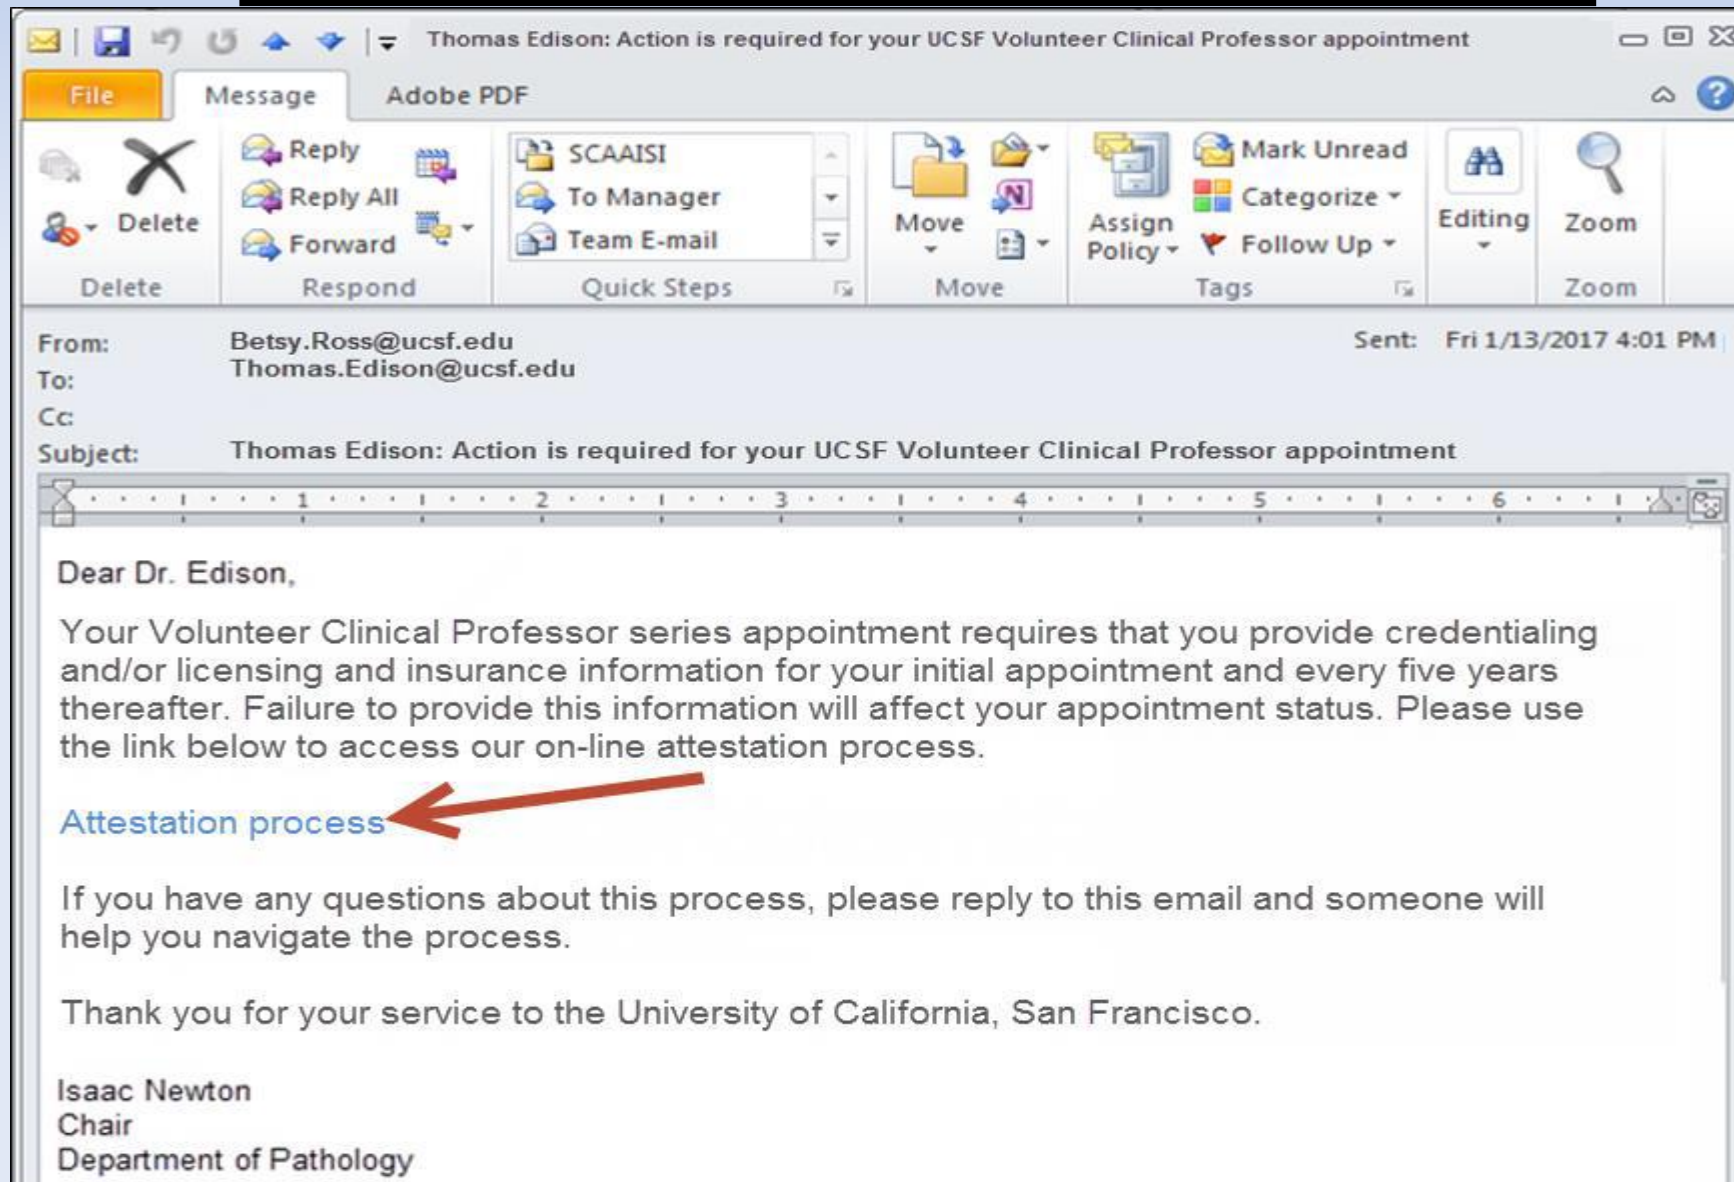 Thomas Edison: Action is required for your UCSF Volunteer Clinical Professor appointment
File Message Adobe PDF
Delete
Reply
Reply All
Forward
SCAAISI
To Manager
Team E-mail
Move
Assign
Policy
Mark Unread
Categorize
Follow Up
Editing
Zoom
Delete Respond Quick Steps Move Tags Zoom
From: Betsy.Ross@ucsf.edu Sent: Fri 1/13/2017 4:01 PM
To: Thomas.Edison@ucsf.edu
Cc:
Subject: Thomas Edison: Action is required for your UCSF Volunteer Clinical Professor appointment
1 2 3 4 5 6
Dear Dr. Edison,
Your Volunteer Clinical Professor series appointment requires that you provide credentialing
and/or licensing and insurance information for your initial appointment and every five years
thereafter. Failure to provide this information will affect your appointment status. Please use
the link below to access our on-line attestation process.
Attestation process
If you have any questions about this process, please reply to this email and someone will
help you navigate the process.
Thank you for your service to the University of California, San Francisco.
Isaac Newton
Chair
Department of Pathology